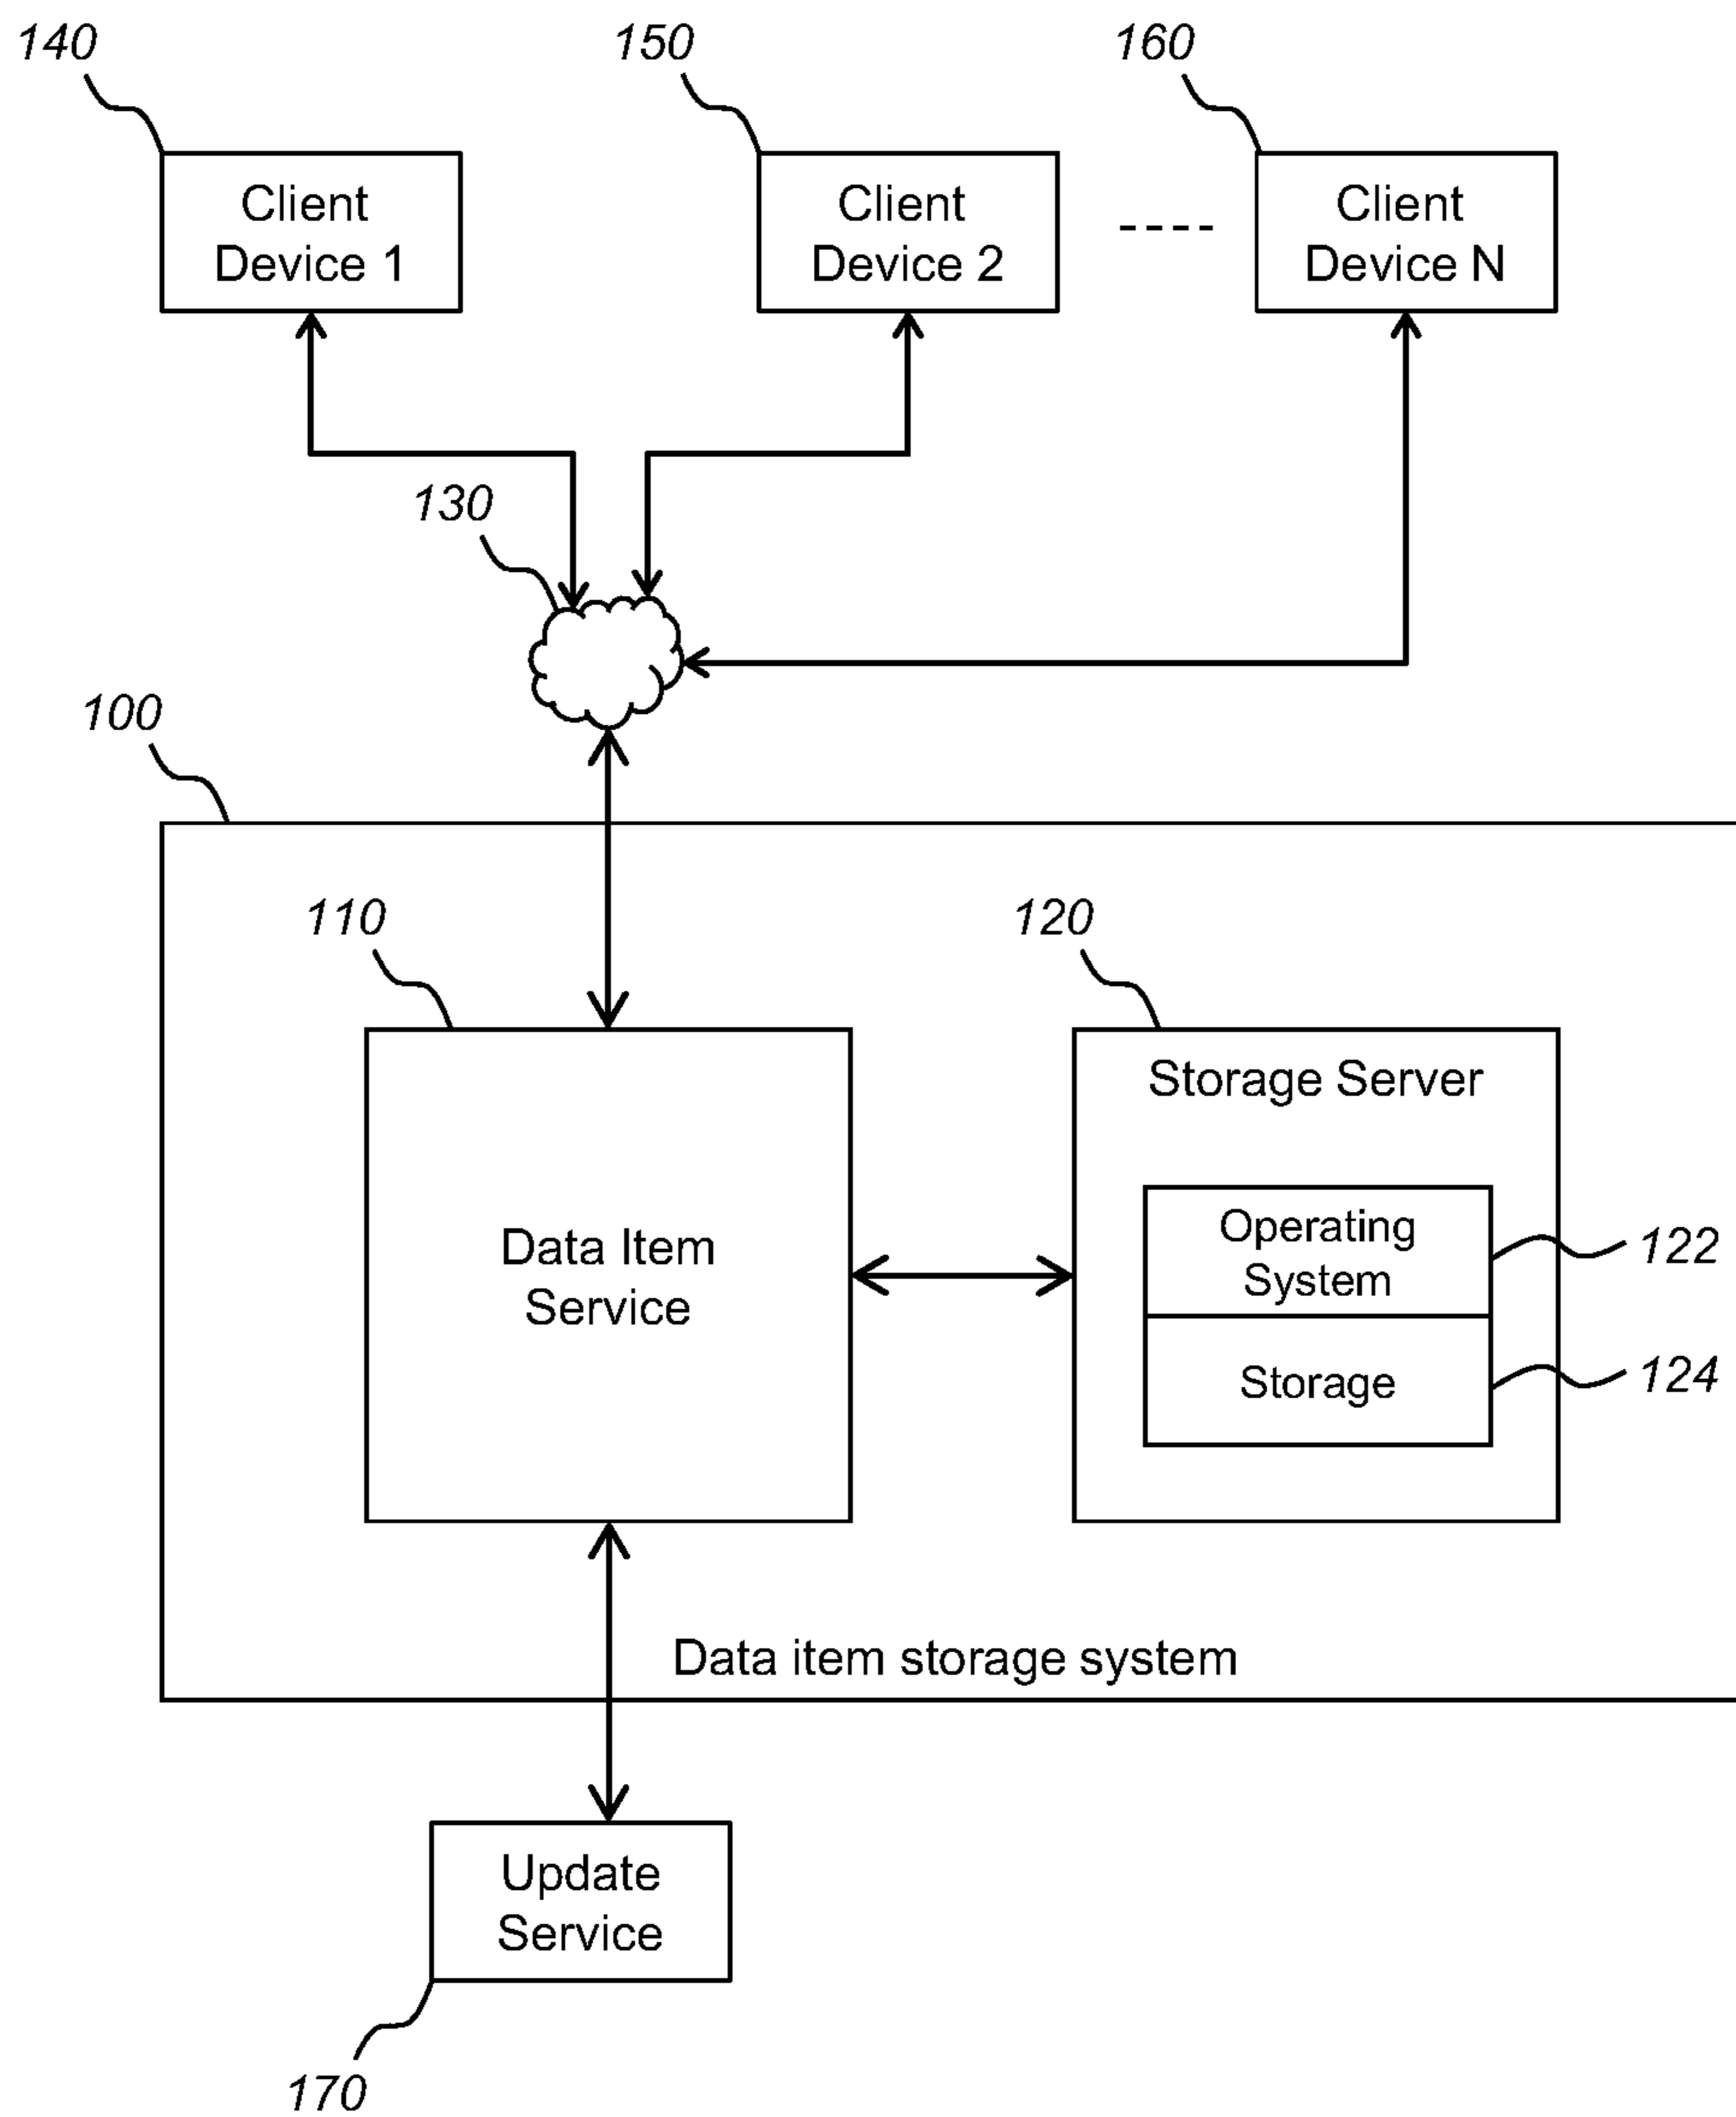 140
150
160
Client
Device 1
Client
Device 2
----
Client
Device N
130
100
110
120
Storage Server
Data Item
Service
Operating
System
122
Storage
124
Data item storage system
Update
Service
170